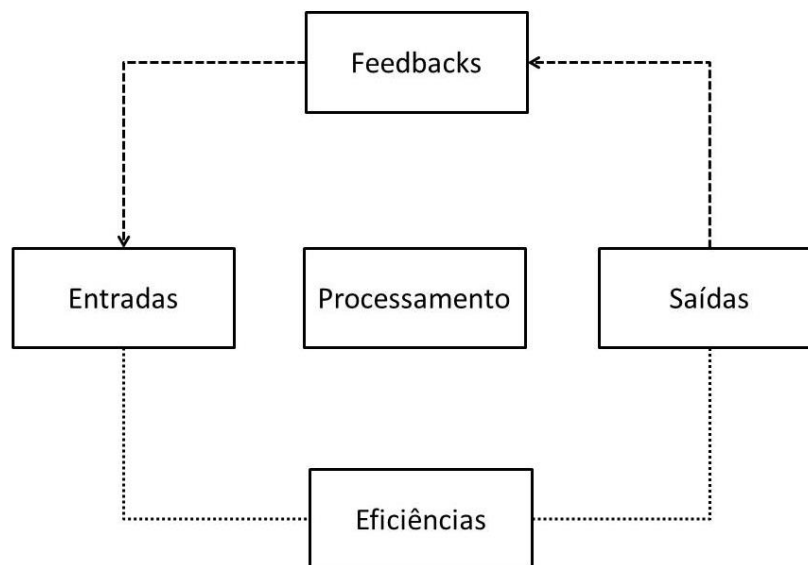 Feedbacks
Entradas
Processamento
Saídas
Eficiências